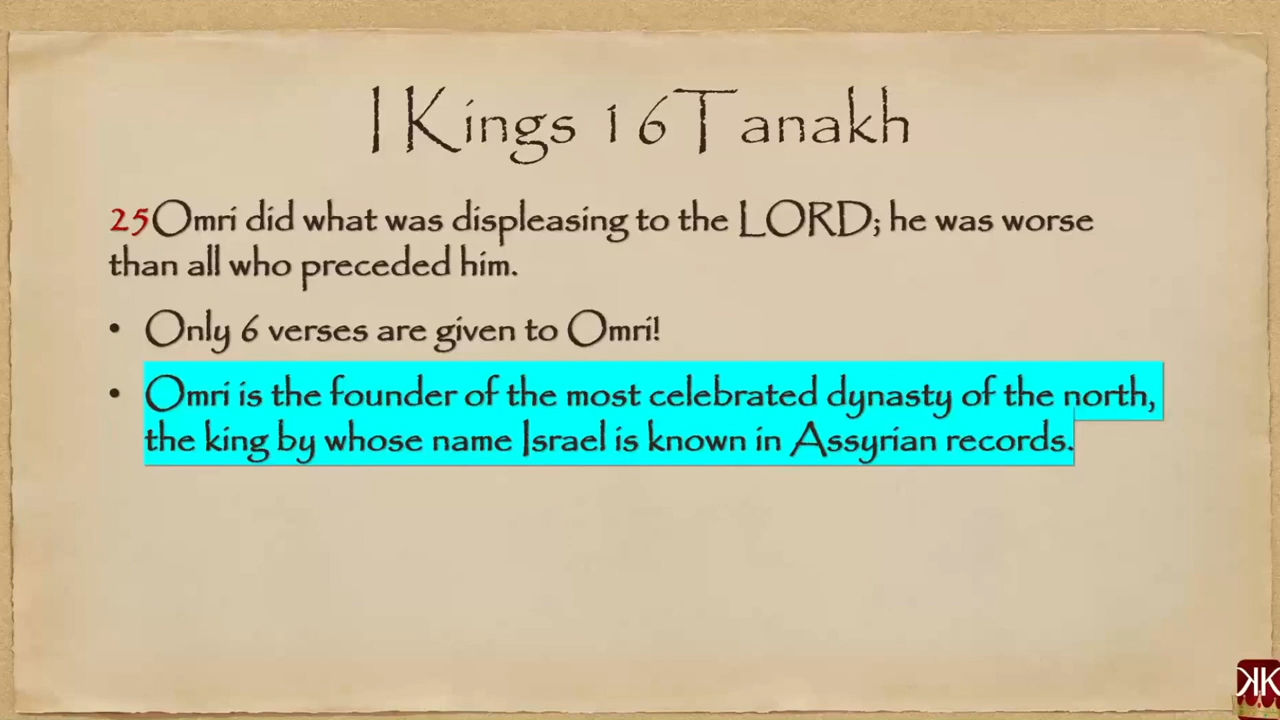 I Kings 16 Tanakh
25Omri did what was displeasing to the LORD; he was worse
than all who preceded him.
• Only 6 verses are given to Omri!
• Omri is the founder of the most celebrated dynasty of the north,
the king by whose name Israel is known in Assyrian records.
KK